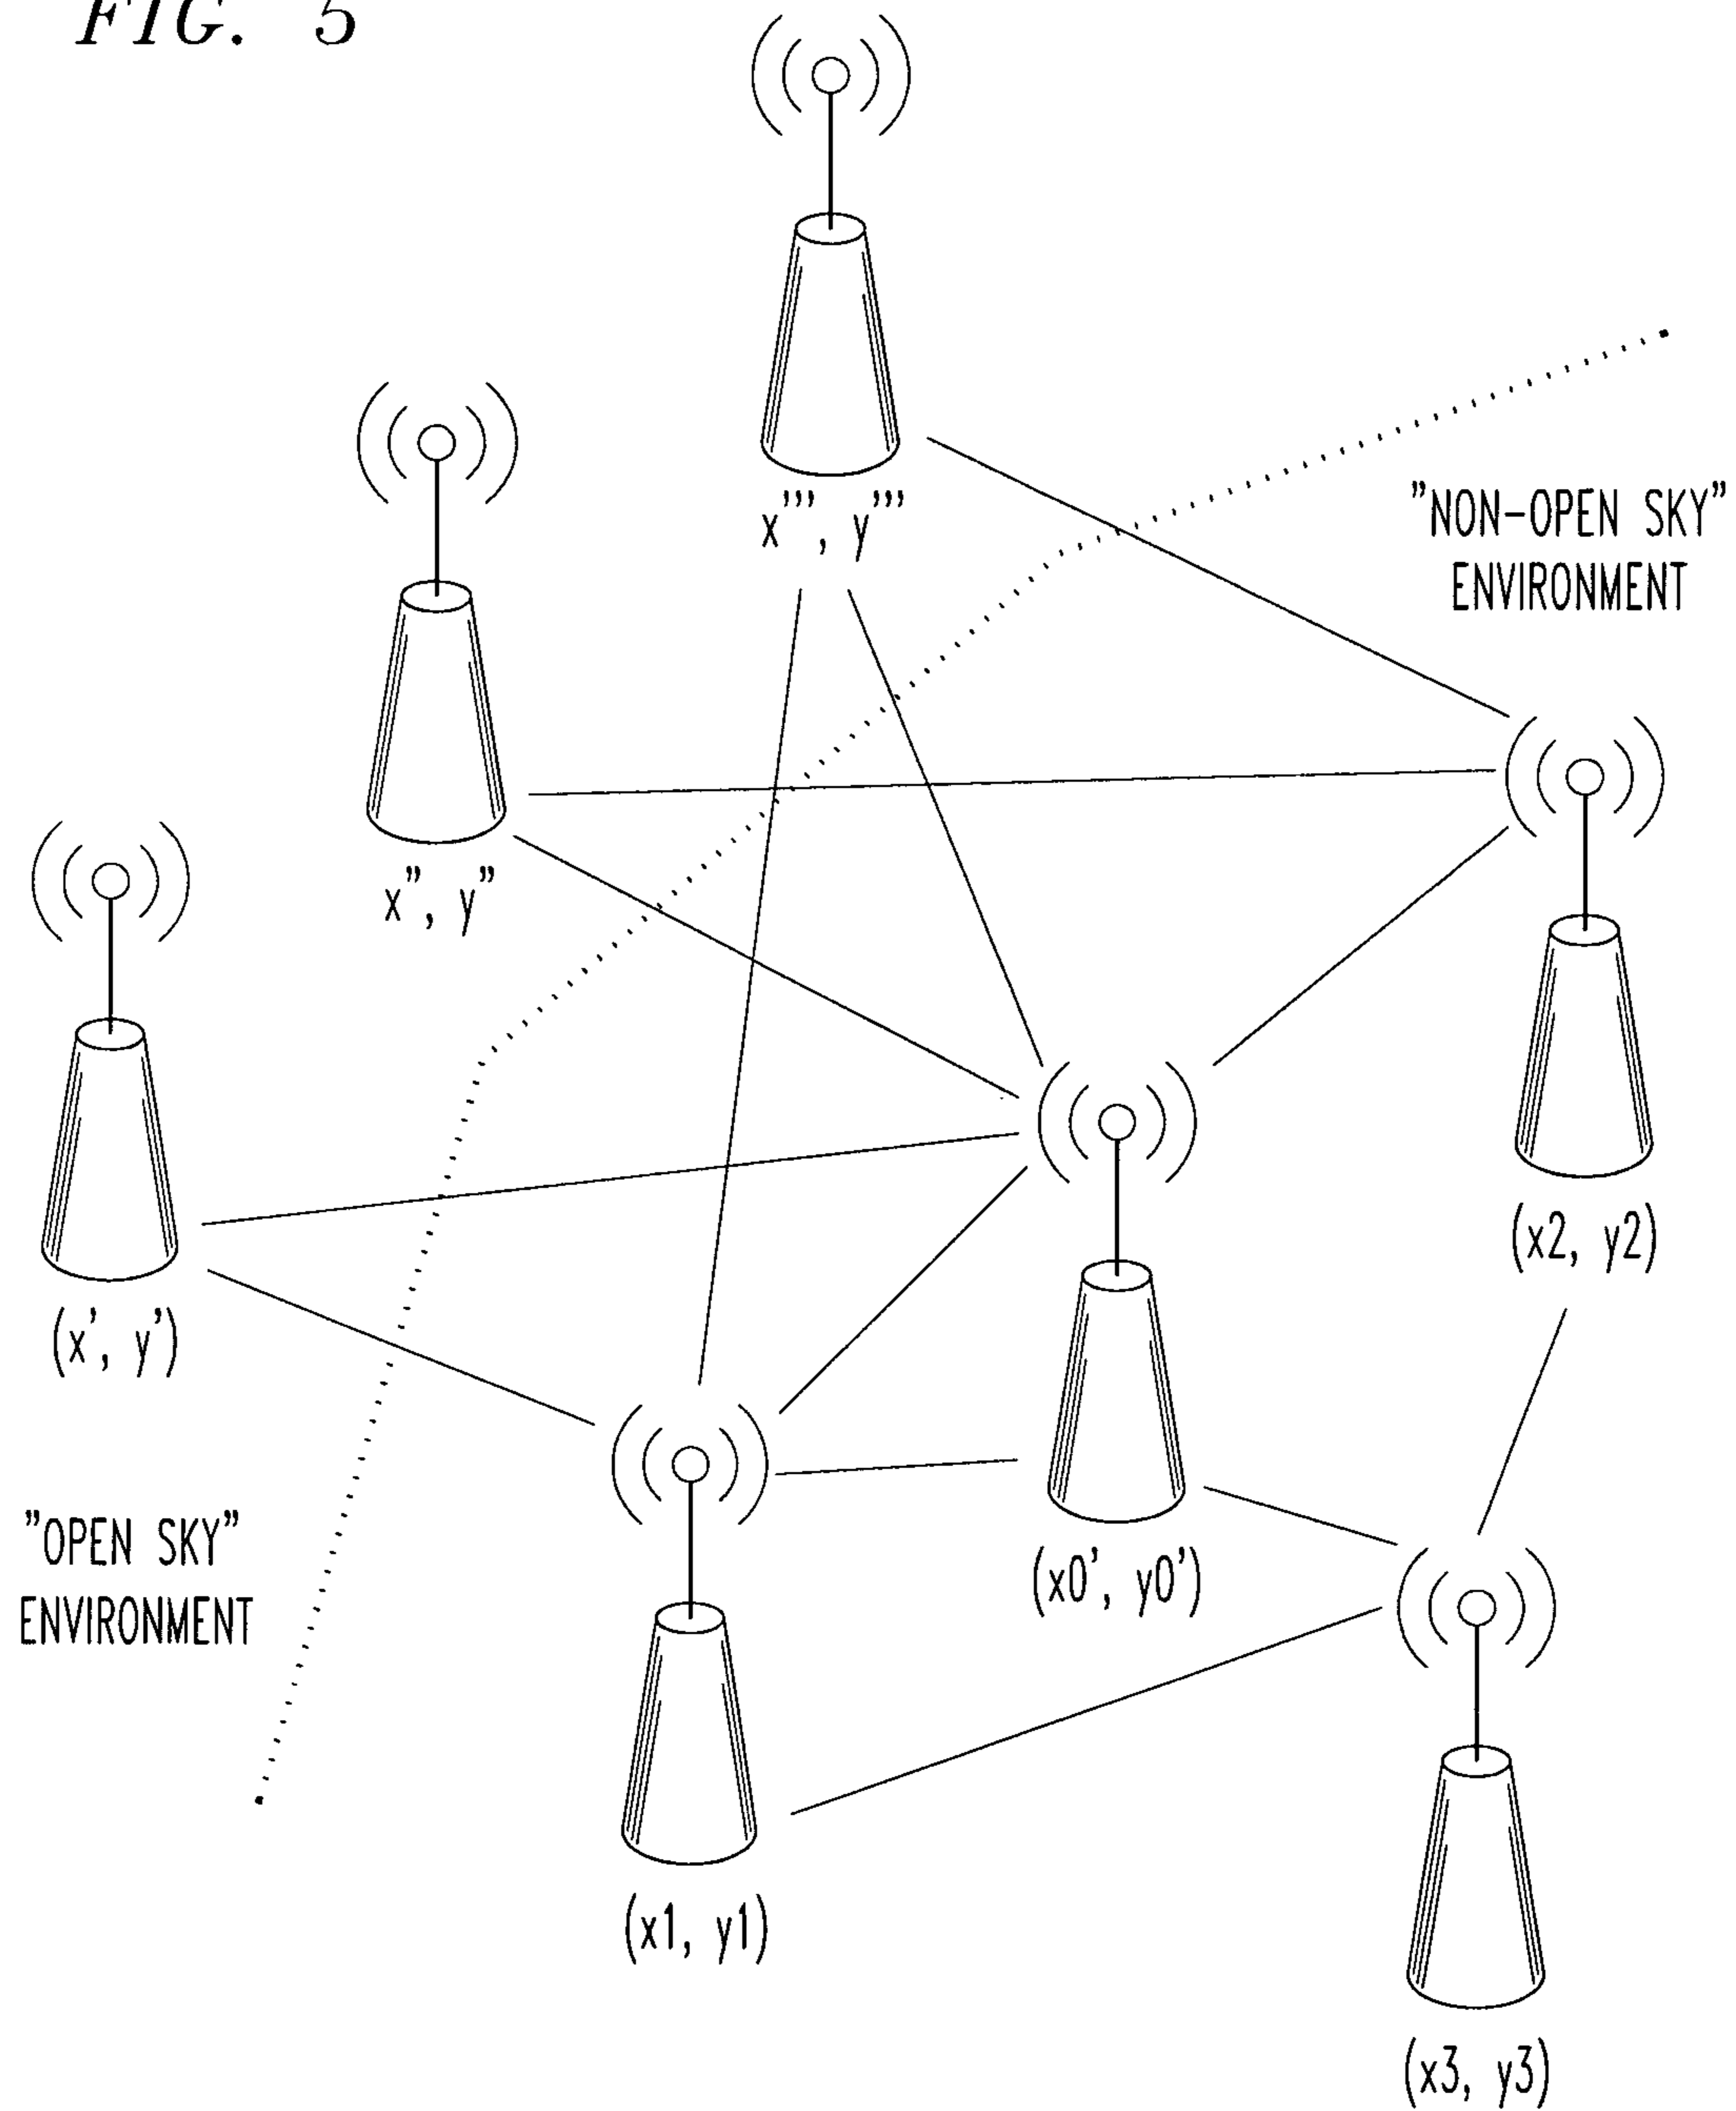 FIG. 5
x''', y'''
"NON-OPEN SKY"
ENVIRONMENT
x", y"
(x2, y2)
(x', y')
"OPEN SKY"
ENVIRONMENT
(x0', y0')
(x1, y1)
(x3, y3)